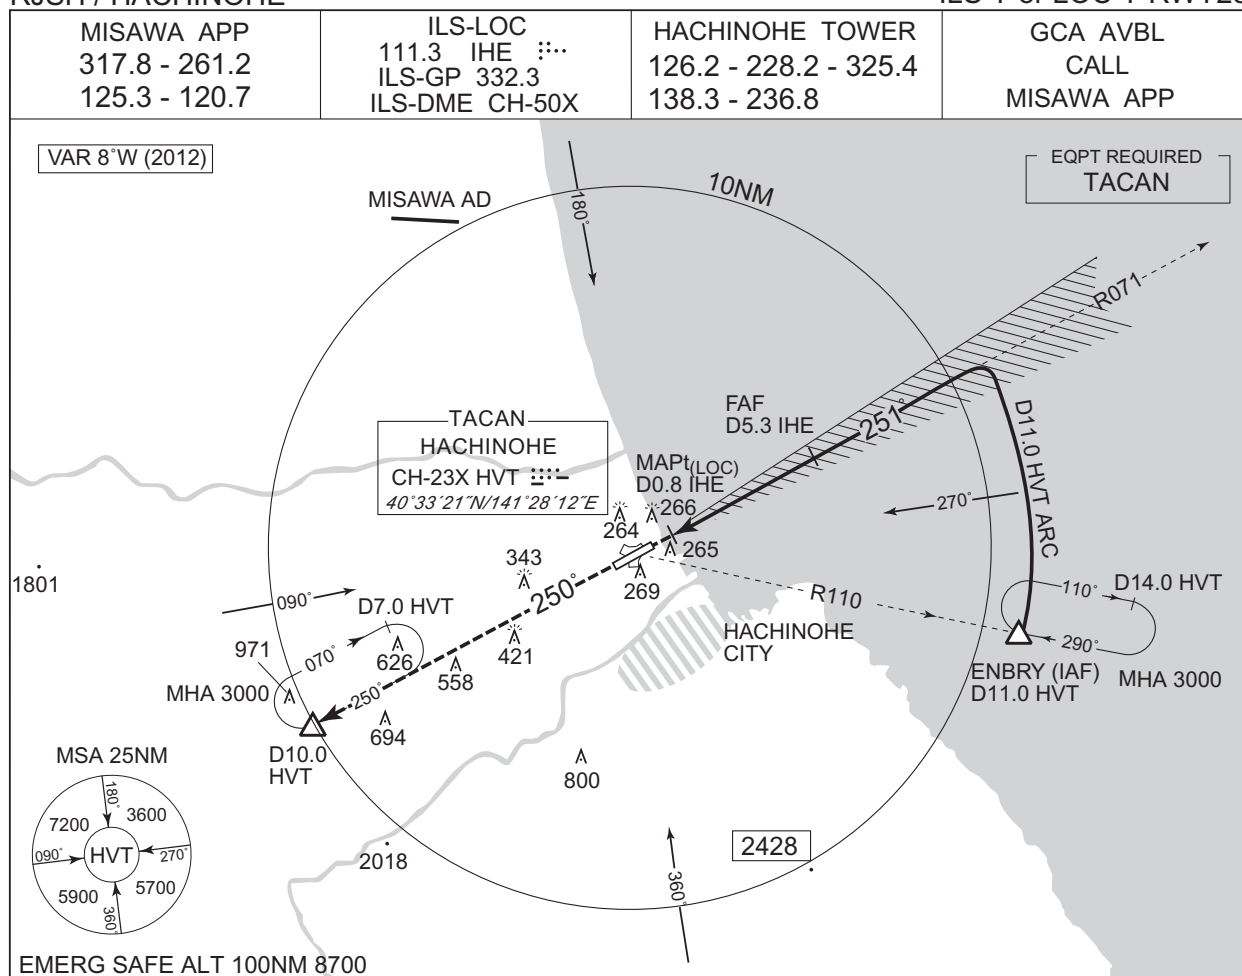 RJSH / HACHINOHE
MISAWA APP
317.8 - 261.2
125.3 - 120.7
ILS-LOC
111.3 IHE
ILS-GP 332.3
ILS-DME CH-50X
HACHINOHE TOWER
126.2 - 228.2 - 325.4
138.3 - 236.8
GCA AVBL
CALL
MISAWA APP
VAR 8°W (2012)
EQPT REQUIRED
TACAN
MISAWA AD
10NM
180°
R071
FAF
D5.3 IHE
251°
D11.0 HVT ARC
TACAN
HACHINOHE
CH-23X HVT
40°33′21″N/141°28′12″E
MAPt(LOC)
D0.8 IHE
266
264
265
269
270°
343
1801
090°
250°
R110
110°
D14.0 HVT
D7.0 HVT
971
070°
626
421
558
HACHINOHE
CITY
290°
ENBRY (IAF)
D11.0 HVT
MHA 3000
MHA 3000
250°
694
D10.0
HVT
800
MSA 25NM
180°
7200
3600
090°
HVT
270°
5900
5700
360°
2018
2428
360°
EMERG SAFE ALT 100NM 8700